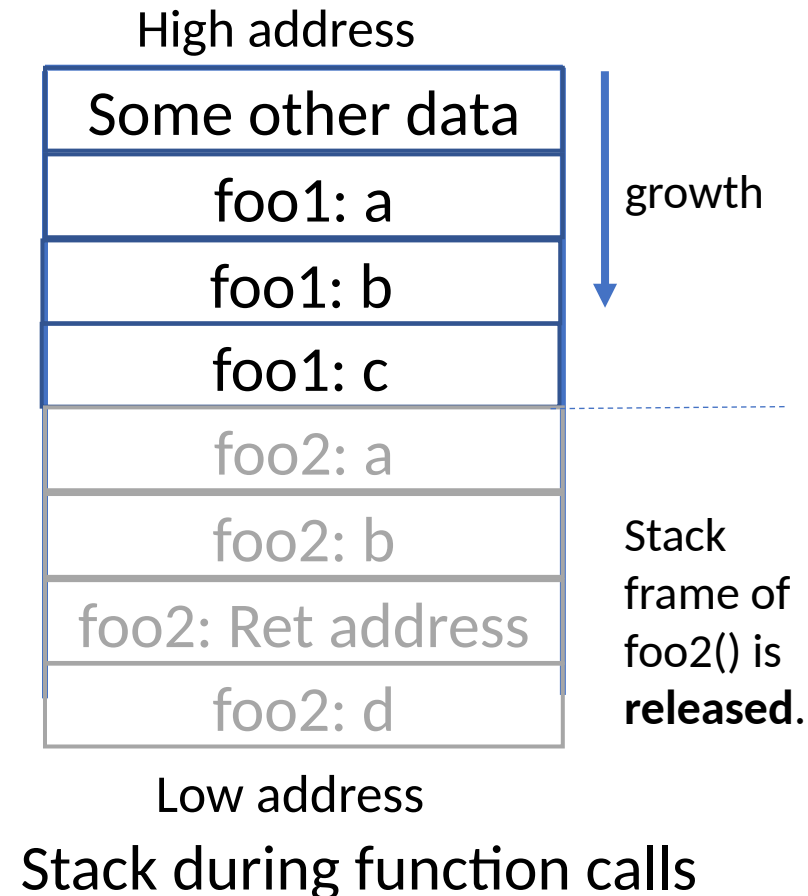 High address
Some other data
foo1: a
growth
foo1: b
foo1: c
foo2: a
foo2: b
foo2: Ret address
foo2: d
Stack
frame of
foo2() is
released.
Low address
Stack during function calls